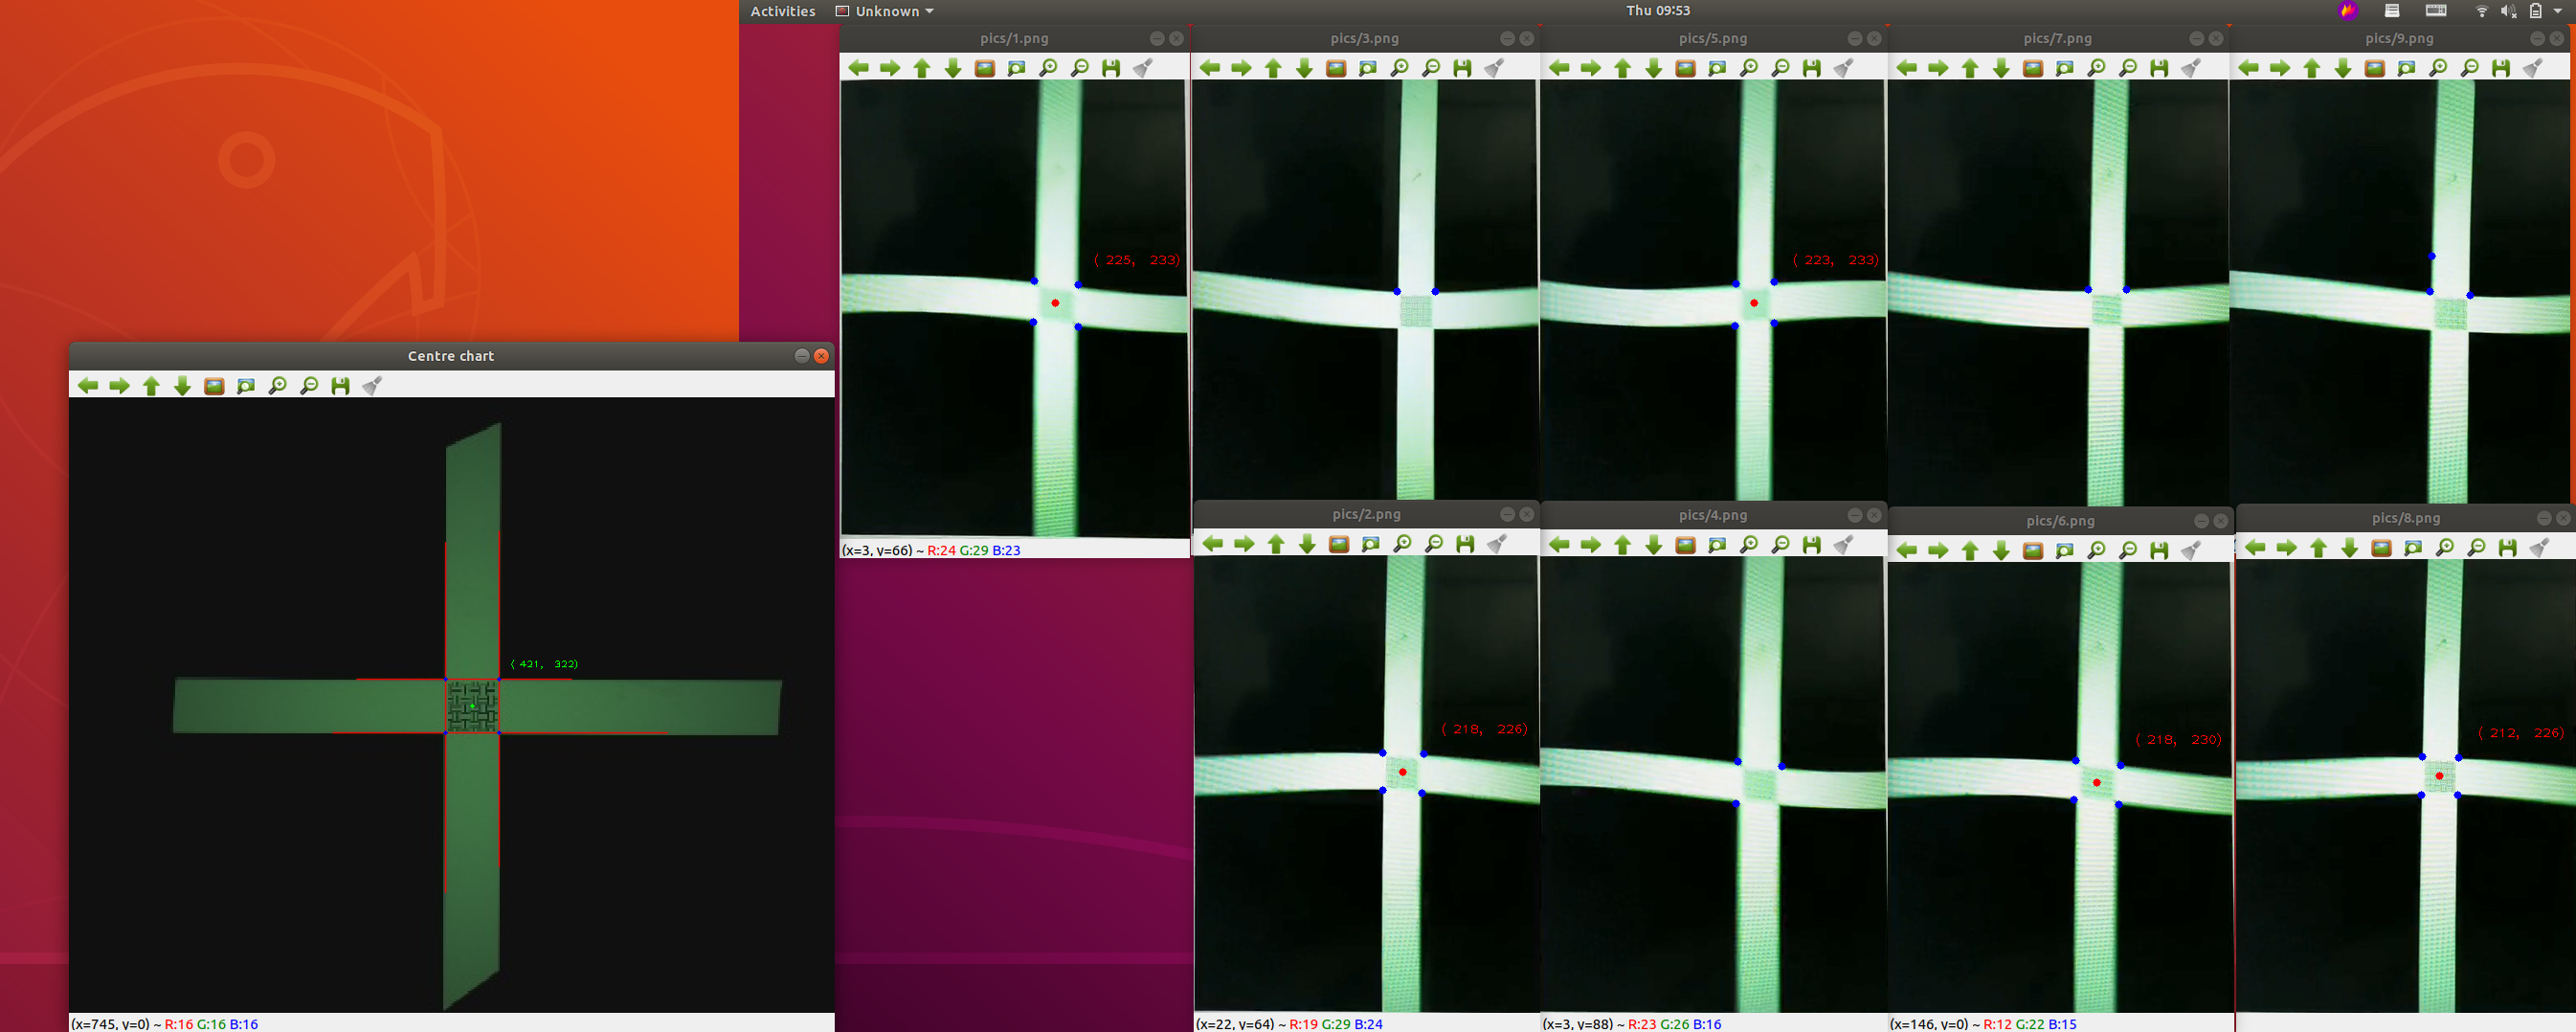 Activities Unknown Thu 09:53
pics/1.png
pics/3.png
pics/5.png
pics/7.png
pics/9.png
( 225, 233)
( 223, 233)
Centre chart
( 421, 322)
(x=745, y=0) ~ R:16 G:16 B:16
(x=3, y=66) ~ R:24 G:29 B:23
pics/2.png
pics/4.png
pics/6.png
pics/8.png
( 218, 226)
( 218, 230)
( 212, 226)
(x=22, y=64) ~ R:19 G:29 B:24
(x=3, y=88) ~ R:23 G:26 B:16
(x=146, y=0) ~ R:12 G:22 B:15